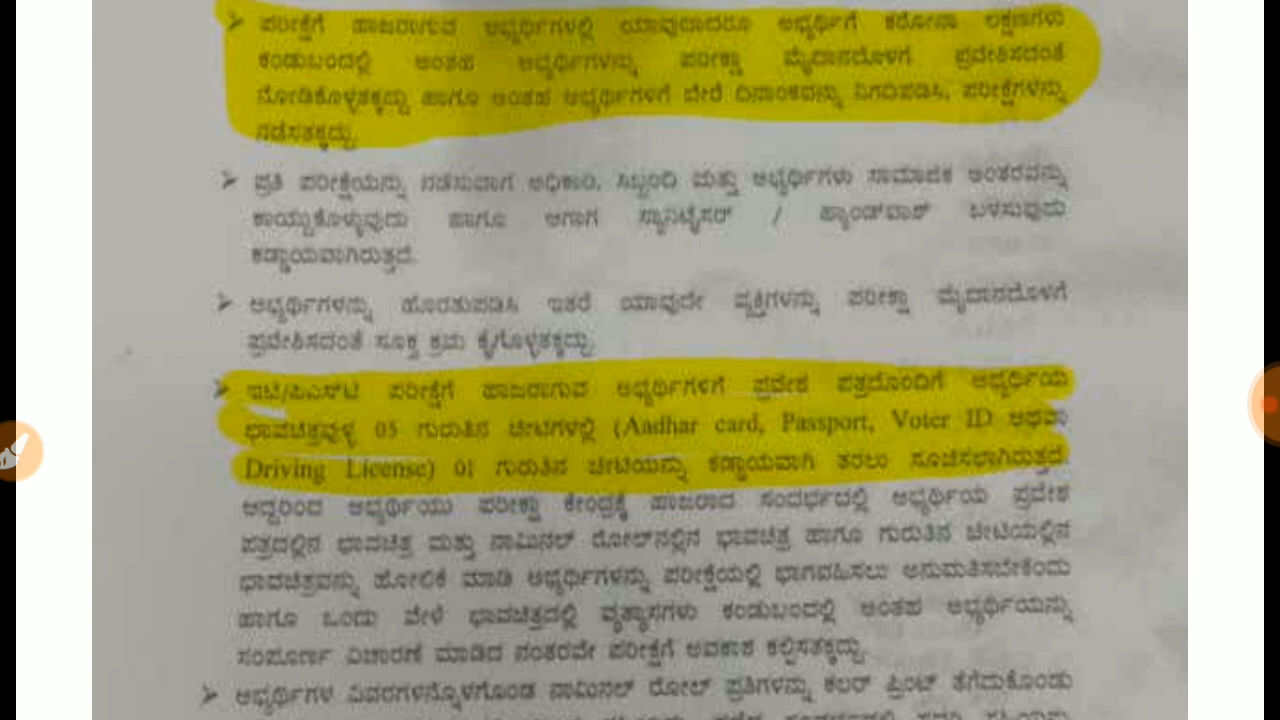 ➢ ಪರೀಕ್ಷೆಗೆ ಹಾಜರಾಗುವ ಅಭ್ಯರ್ಥಿಗಳಲ್ಲಿ ಯಾವುದಾದರೂ ಅಭ್ಯರ್ಥಿಗೆ ಕರೋನಾ ಲಕ್ಷಣಗಳು
ಕಂಡುಬಂದಲ್ಲಿ ಅಂತಹ ಅಭ್ಯರ್ಥಿಗಳನ್ನು ಪರೀಕ್ಷಾ ಮೈದಾನದೊಳಗೆ ಪ್ರವೇಶಿಸದಂತೆ
ನೋಡಿಕೊಳ್ಳತಕ್ಕದ್ದು ಹಾಗೂ ಅಂತಹ ಅಭ್ಯರ್ಥಿಗಳಿಗೆ ಬೇರೆ ದಿನಾಂಕವನ್ನು ನಿಗದಿಪಡಿಸಿ, ಪರೀಕ್ಷೆಗಳನ್ನು
ನಡೆಸತಕ್ಕದ್ದು.
➢ ಪ್ರತಿ ಪರೀಕ್ಷೆಯನ್ನು ನಡೆಸುವಾಗ ಅಧಿಕಾರಿ, ಸಿಬ್ಬಂದಿ ಮತ್ತು ಅಭ್ಯರ್ಥಿಗಳು ಸಾಮಾಜಿಕ ಅಂತರವನ್ನು
ಕಾಯ್ದುಕೊಳ್ಳುವುದು ಹಾಗೂ ಆಗಾಗ ಸ್ಯಾನಿಟೈಸರ್ / ಹ್ಯಾಂಡ್‌ವಾಶ್ ಬಳಸುವುದು
ಕಡ್ಡಾಯವಾಗಿರುತ್ತದೆ.
➢ ಅಭ್ಯರ್ಥಿಗಳನ್ನು ಹೊರತುಪಡಿಸಿ ಇತರೆ ಯಾವುದೇ ವ್ಯಕ್ತಿಗಳನ್ನು ಪರೀಕ್ಷಾ ಮೈದಾನದೊಳಗೆ
ಪ್ರವೇಶಿಸದಂತೆ ಸೂಕ್ತ ಕ್ರಮ ಕೈಗೊಳ್ಳತಕ್ಕದ್ದು.
➢ ಇಟಿ/ಪಿಎಸ್‌ಟಿ ಪರೀಕ್ಷೆಗೆ ಹಾಜರಾಗುವ ಅಭ್ಯರ್ಥಿಗಳಿಗೆ ಪ್ರವೇಶ ಪತ್ರದೊಂದಿಗೆ ಅಭ್ಯರ್ಥಿಯ
ಭಾವಚಿತ್ರವುಳ್ಳ 05 ಗುರುತಿನ ಚೀಟಿಗಳಲ್ಲಿ (Aadhar card, Passport, Voter ID ಅಥವಾ
Driving License) 01 ಗುರುತಿನ ಚೀಟಿಯನ್ನು ಕಡ್ಡಾಯವಾಗಿ ತರಲು ಸೂಚಿಸಲಾಗಿರುತ್ತದೆ.
ಆದ್ದರಿಂದ ಅಭ್ಯರ್ಥಿಯು ಪರೀಕ್ಷಾ ಕೇಂದ್ರಕ್ಕೆ ಹಾಜರಾದ ಸಂದರ್ಭದಲ್ಲಿ ಅಭ್ಯರ್ಥಿಯ ಪ್ರವೇಶ
ಪತ್ರದಲ್ಲಿನ ಭಾವಚಿತ್ರ ಮತ್ತು ನಾಮಿನಲ್ ರೋಲ್‌ನಲ್ಲಿನ ಭಾವಚಿತ್ರ ಹಾಗೂ ಗುರುತಿನ ಚೀಟಿಯಲ್ಲಿನ
ಭಾವಚಿತ್ರವನ್ನು ಹೋಲಿಕೆ ಮಾಡಿ ಅಭ್ಯರ್ಥಿಗಳನ್ನು ಪರೀಕ್ಷೆಯಲ್ಲಿ ಭಾಗವಹಿಸಲು ಅನುಮತಿಸಬೇಕೆಂದು
ಹಾಗೂ ಒಂದು ವೇಳೆ ಭಾವಚಿತ್ರದಲ್ಲಿ ವ್ಯತ್ಯಾಸಗಳು ಕಂಡುಬಂದಲ್ಲಿ ಅಂತಹ ಅಭ್ಯರ್ಥಿಯನ್ನು
ಸಂಪೂರ್ಣ ವಿಚಾರಣೆ ಮಾಡಿದ ನಂತರವೇ ಪರೀಕ್ಷೆಗೆ ಅವಕಾಶ ಕಲ್ಪಿಸತಕ್ಕದ್ದು.
➢ ಅಭ್ಯರ್ಥಿಗಳ ವಿವರಗಳನ್ನೊಳಗೊಂಡ ನಾಮಿನಲ್ ರೋಲ್ ಪ್ರತಿಗಳನ್ನು ಕಲರ್ ಪ್ರಿಂಟ್ ತೆಗೆದುಕೊಂಡು